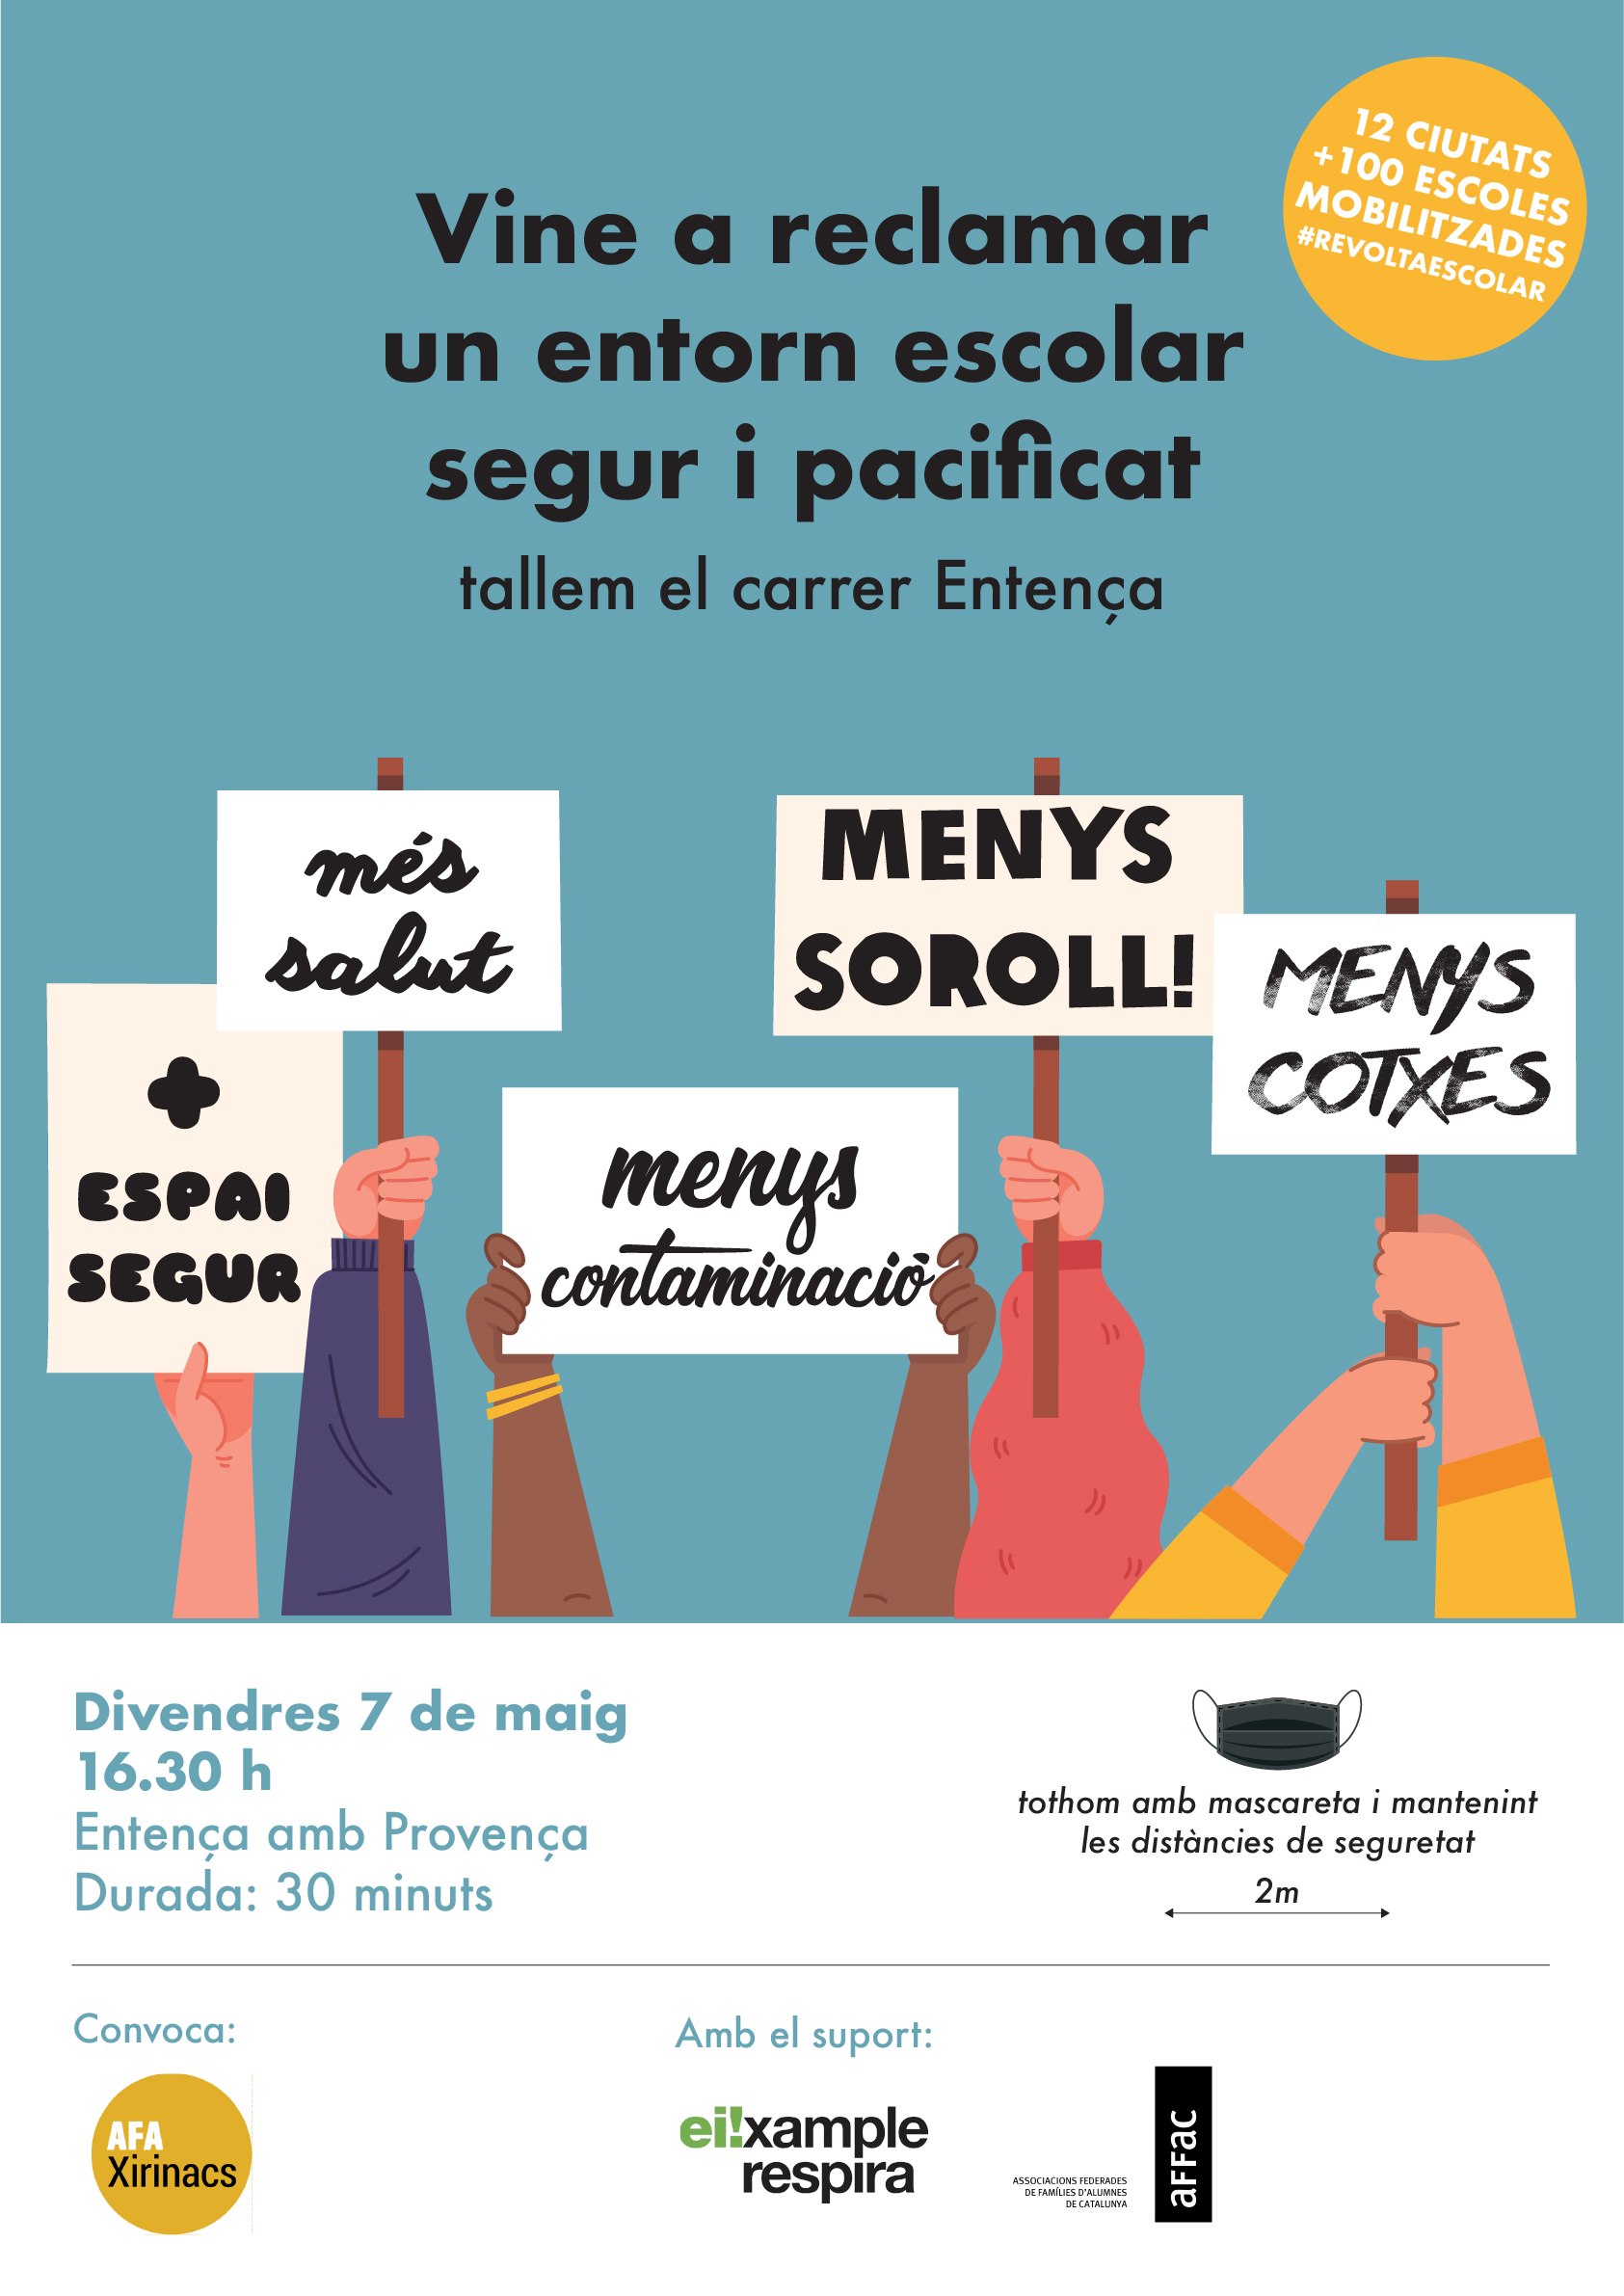 12 CIUTATS
+100 ESCOLES
MOBILITZADES
#REVOLTAESCOLAR
Vine a reclamar
un entorn escolar
segur i pacificat
tallem el carrer Entença
més
salut
MENYS
SOROLL!
MENYS
COTXES
+
ESPAI
SEGUR
menys
contaminació
Divendres 7 de maig
16.30 h
Entença amb Provença
Durada: 30 minuts
tothom amb mascareta i mantenint
les distàncies de seguretat
2m
Convoca:
AFA
Xirinacs
Amb el suport:
ei!xample
respira
ASSOCIACIONS FEDERADES
DE FAMÍLIES D'ALUMNES
DE CATALUNYA
aFFac